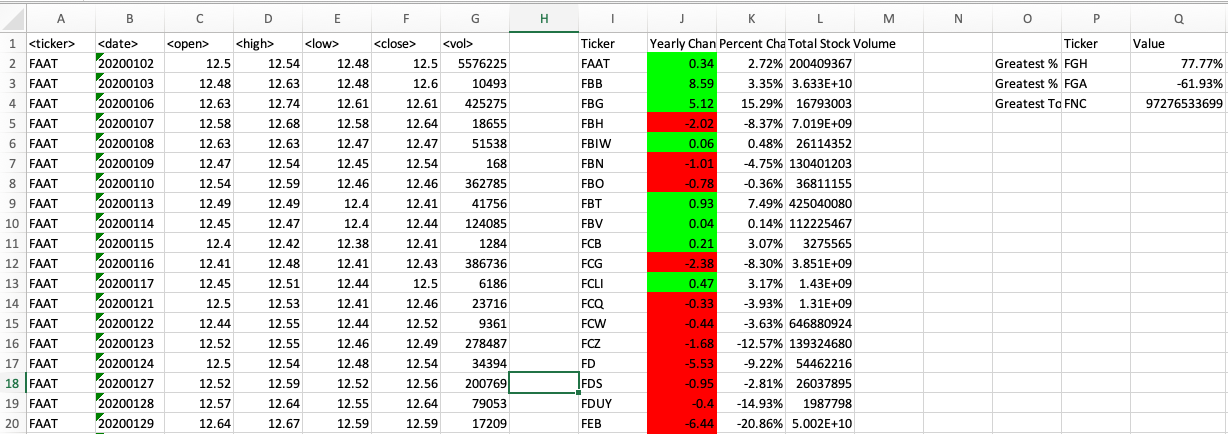 A B C D E F G H I J K L M N O P Q
1 <ticker> <date> <open> <high> <low> <close> <vol> Ticker Yearly Chan Percent Cha Total Stock Volume Ticker Value
2 FAAT 20200102 12.5 12.54 12.48 12.5 5576225 FAAT 0.34 2.72% 200409367 Greatest % FGH 77.77%
3 FAAT 20200103 12.48 12.63 12.48 12.6 10493 FBB 8.59 3.35% 3.633E+10 Greatest % FGA -61.93%
4 FAAT 20200106 12.63 12.74 12.61 12.61 425275 FBG 5.12 15.29% 16793003 Greatest To FNC 97276533699
5 FAAT 20200107 12.58 12.68 12.58 12.64 18655 FBH -2.02 -8.37% 7.019E+09
6 FAAT 20200108 12.63 12.63 12.47 12.47 51538 FBIW 0.06 0.48% 26114352
7 FAAT 20200109 12.47 12.54 12.45 12.54 168 FBN -1.01 -4.75% 130401203
8 FAAT 20200110 12.54 12.59 12.46 12.46 362785 FBO -0.78 -0.36% 36811155
9 FAAT 20200113 12.49 12.49 12.4 12.41 41756 FBT 0.93 7.49% 425040080
10 FAAT 20200114 12.45 12.47 12.4 12.44 124085 FBV 0.04 0.14% 112225467
11 FAAT 20200115 12.4 12.42 12.38 12.41 1284 FCB 0.21 3.07% 3275565
12 FAAT 20200116 12.41 12.48 12.41 12.43 386736 FCG -2.38 -8.30% 3.851E+09
13 FAAT 20200117 12.45 12.51 12.44 12.5 6186 FCLI 0.47 3.17% 1.43E+09
14 FAAT 20200121 12.5 12.53 12.41 12.46 23716 FCQ -0.33 -3.93% 1.31E+09
15 FAAT 20200122 12.44 12.55 12.44 12.52 9361 FCW -0.44 -3.63% 646880924
16 FAAT 20200123 12.52 12.55 12.46 12.49 278487 FCZ -1.68 -12.57% 139324680
17 FAAT 20200124 12.5 12.54 12.48 12.54 34394 FD -5.53 -9.22% 54462216
18 FAAT 20200127 12.52 12.59 12.52 12.56 200769 FDS -0.95 -2.81% 26037895
19 FAAT 20200128 12.57 12.64 12.55 12.64 79053 FDUY -0.4 -14.93% 1987798
20 FAAT 20200129 12.64 12.67 12.59 12.59 17209 FEB -6.44 -20.86% 5.002E+10